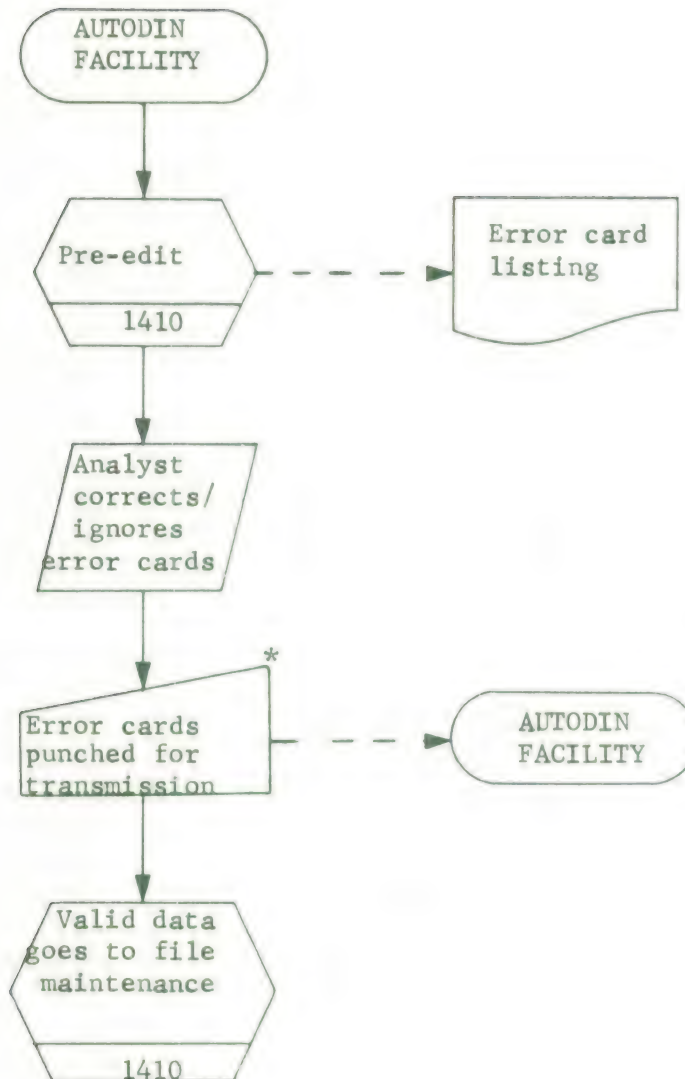 AUTODIN
FACILITY
Pre-edit
1410
Error card
listing
Analyst
corrects/
ignores
error cards
*
Error cards
punched for
transmission
AUTODIN
FACILITY
Valid data
goes to file
maintenance
1410